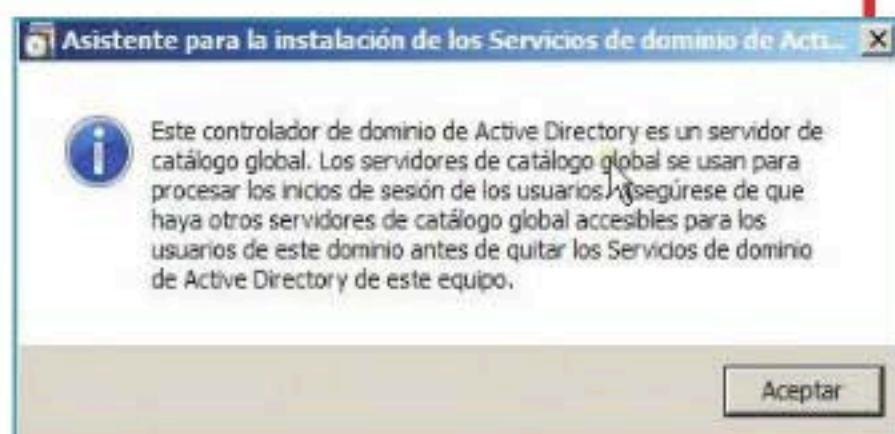 Asistente para la instalación de los Servicios de dominio de Acti...
Este controlador de dominio de Active Directory es un servidor de
catálogo global. Los servidores de catálogo global se usan para
procesar los inicios de sesión de los usuarios. Asegúrese de que
haya otros servidores de catálogo global accesibles para los
usuarios de este dominio antes de quitar los Servicios de dominio
de Active Directory de este equipo.
Aceptar